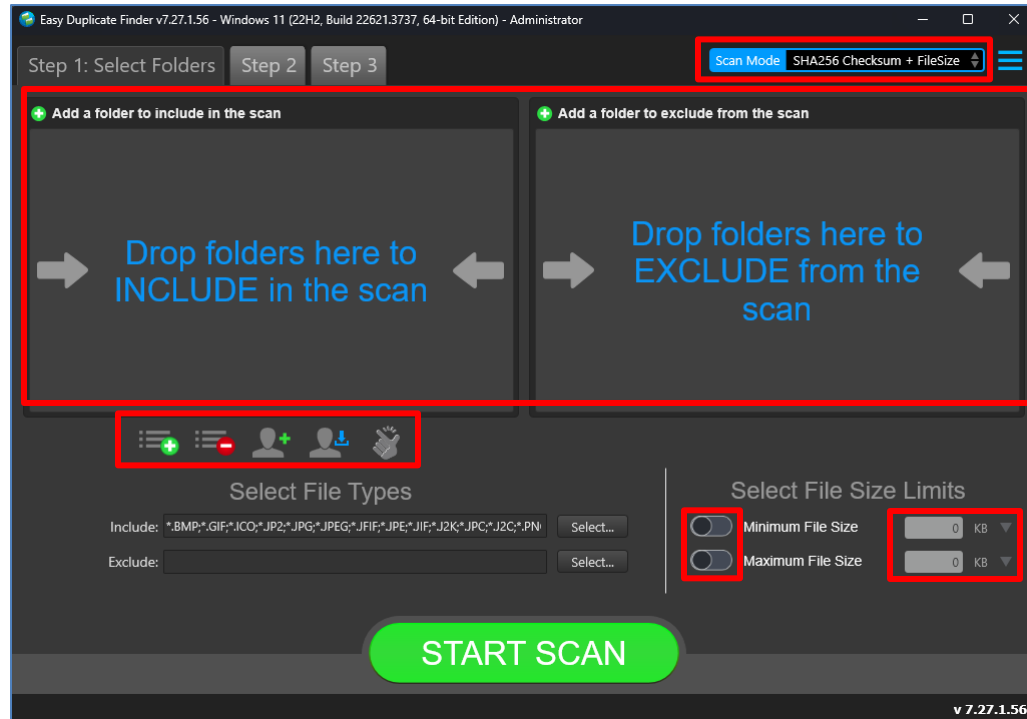 Easy Duplicate Finder v7.27.1.56 - Windows 11 (22H2, Build 22621.3737, 64-bit Edition) - Administrator
Step 1: Select Folders Step 2 Step 3
Scan Mode SHA256 Checksum + FileSize
Add a folder to include in the scan
Add a folder to exclude from the scan
Drop folders here to
INCLUDE in the scan
Drop folders here to
EXCLUDE from the
scan
Select File Types
Include: *.BMP;*.GIF;*.ICO;*.JP2;*.JPG;*.JPEG;*.JFIF;*.JPE;*.JIF;*.J2K;*.JPC;*.J2C;*.PN Select...
Exclude: Select...
Select File Size Limits
Minimum File Size 0 KB
Maximum File Size 0 KB
START SCAN
v 7.27.1.56